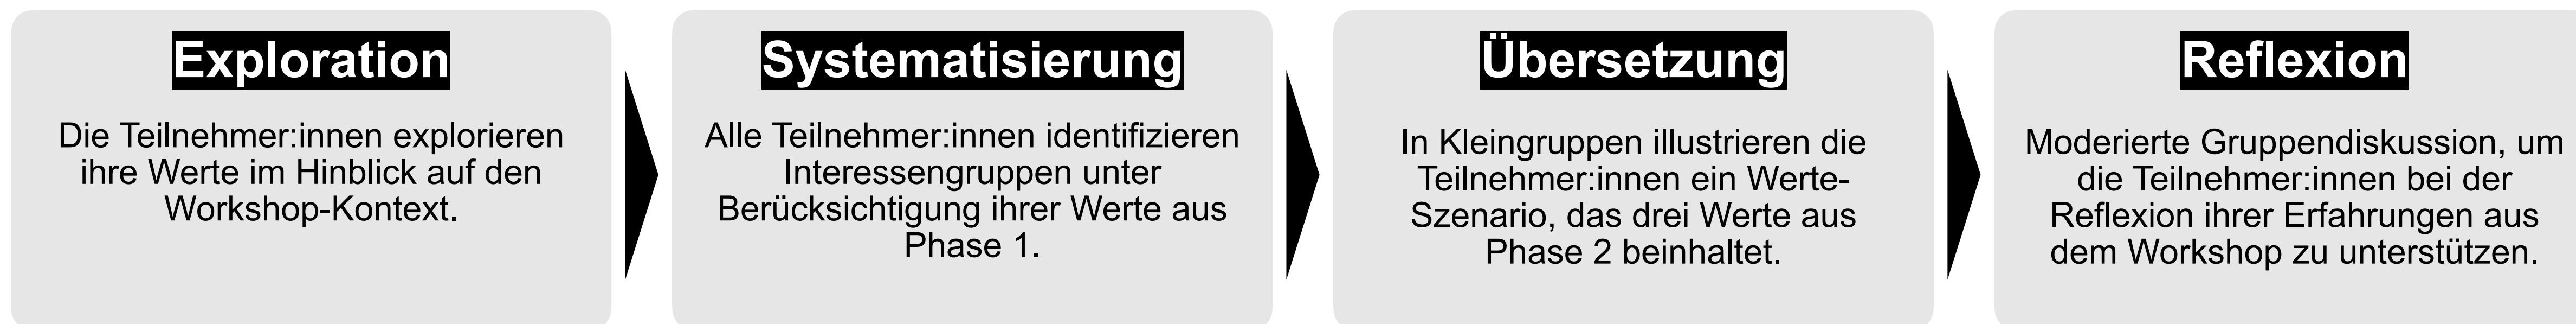 Exploration
Die Teilnehmer:innen explorieren
ihre Werte im Hinblick auf den
Workshop-Kontext.
Systematisierung
Alle Teilnehmer:innen identifizieren
Interessengruppen unter
Berücksichtigung ihrer Werte aus
Phase 1.
Übersetzung
In Kleingruppen illustrieren die
Teilnehmer:innen ein Werte-
Szenario, das drei Werte aus
Phase 2 beinhaltet.
Reflexion
Moderierte Gruppendiskussion, um
die Teilnehmer:innen bei der
Reflexion ihrer Erfahrungen aus
dem Workshop zu unterstützen.